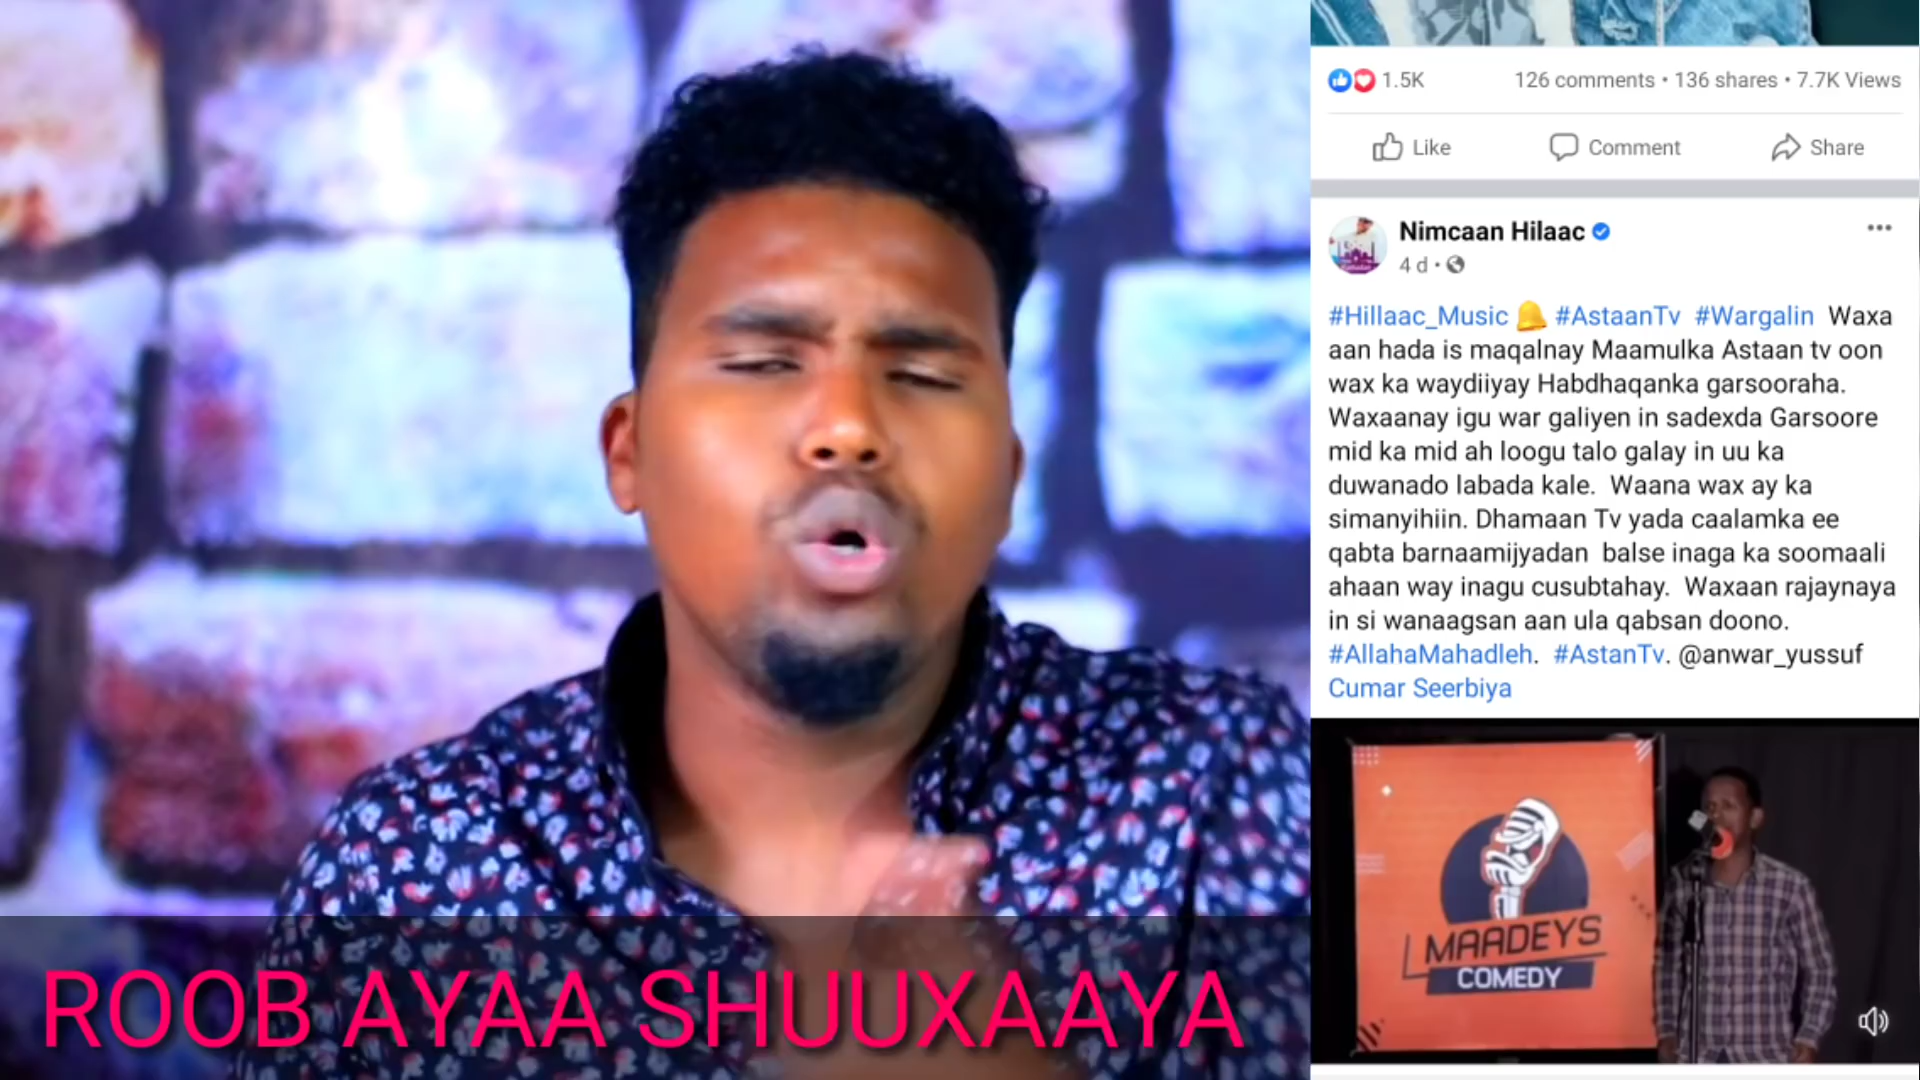 1.5K
126 comments • 136 shares • 7.7K Views
Like
Comment
Share
Nimcaan Hilaac
4 d •
#Hillaac_Music 🔔 #AstaanTv #Wargalin Waxa
aan hada is maqalnay Maamulka Astaan tv oon
wax ka waydiiyay Habdhaqanka garsooraha.
Waxaanay igu war galiyen in sadexda Garsoore
mid ka mid ah loogu talo galay in uu ka
duwanado labada kale. Waana wax ay ka
simanyihiin. Dhamaan Tv yada caalamka ee
qabta barnaamijyadan balse inaga ka soomaali
ahaan way inagu cusubtahay. Waxaan rajaynaya
in si wanaagsan aan ula qabsan doono.
#AllahaMahadleh. #AstanTv. @anwar_yussuf
Cumar Seerbiya
MAADEYS
COMEDY
ROOB AYAA SHUUXAAYA